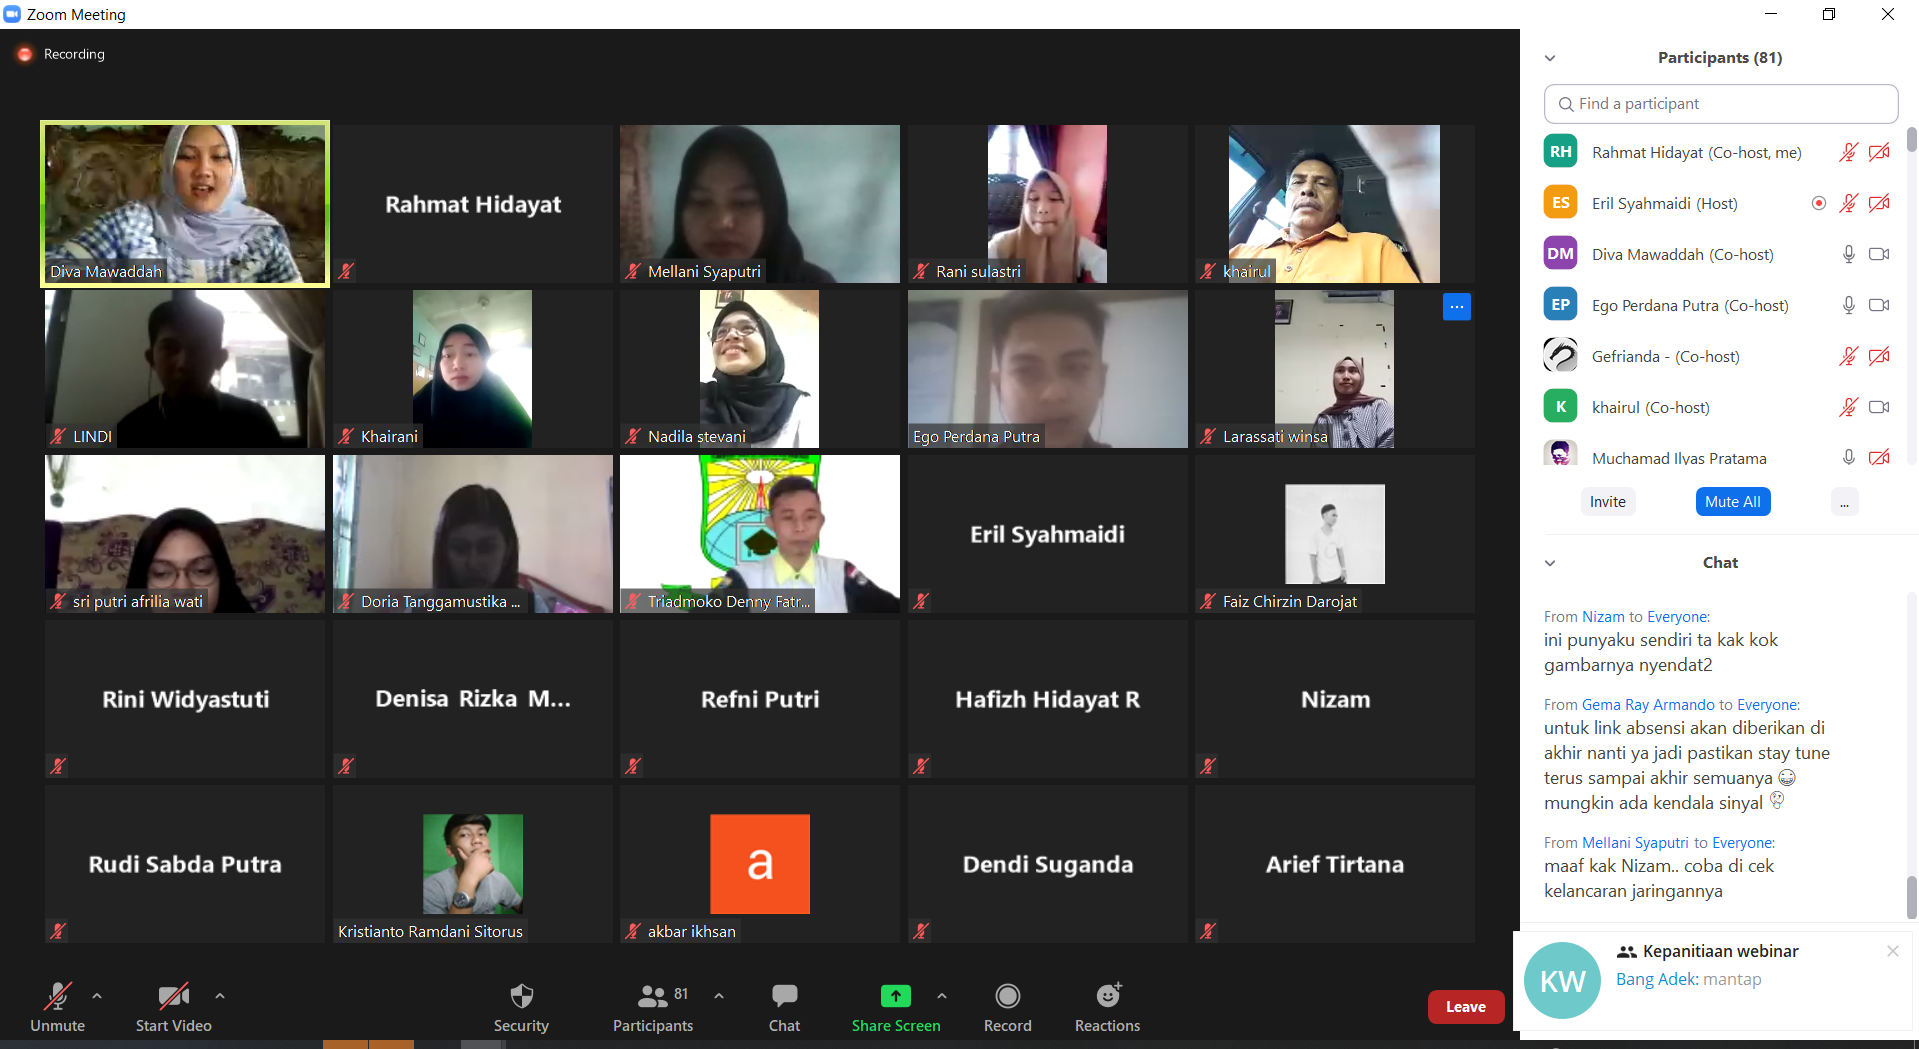 Zoom Meeting
Recording
Diva Mawaddah
Rahmat Hidayat
Mellani Syaputri
Rani sulastri
khairul
LINDI
Khairani
Nadila stevani
Ego Perdana Putra
Larassati winsa
...
sri putri afrilia wati
Doria Tanggamustika ...
Triadmoko Denny Fatr...
Eril Syahmaidi
Faiz Chirzin Darojat
Rini Widyastuti
Denisa Rizka M...
Refni Putri
Hafizh Hidayat R
Nizam
Rudi Sabda Putra
Kristianto Ramdani Sitorus
a
akbar ikhsan
Dendi Suganda
Arief Tirtana
Unmute
Start Video
Security
Participants
81
Chat
Share Screen
Record
Reactions
Leave
Participants (81)
Find a participant
RH Rahmat Hidayat (Co-host, me)
ES Eril Syahmaidi (Host)
DM Diva Mawaddah (Co-host)
EP Ego Perdana Putra (Co-host)
Gefrianda - (Co-host)
K khairul (Co-host)
Muchamad Ilyas Pratama
Invite
Mute All
...
Chat
From Nizam to Everyone:
ini punyaku sendiri ta kak kok
gambarnya nyendat2
From Gema Ray Armando to Everyone:
untuk link absensi akan diberikan di
akhir nanti ya jadi pastikan stay tune
terus sampai akhir semuanya 😂
mungkin ada kendala sinyal 🤔
From Mellani Syaputri to Everyone:
maaf kak Nizam.. coba di cek
kelancaran jaringannya
KW
Kepanitiaan webinar
Bang Adek: mantap